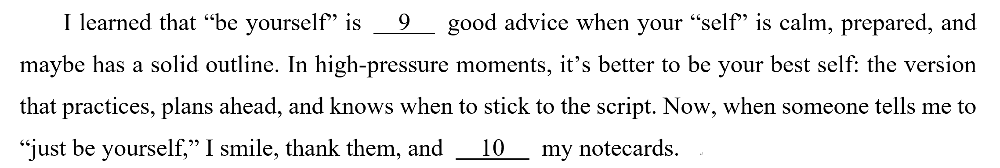 I learned that “be yourself” is 9 good advice when your “self” is calm, prepared, and
maybe has a solid outline. In high-pressure moments, it’s better to be your best self: the version
that practices, plans ahead, and knows when to stick to the script. Now, when someone tells me to
“just be yourself,” I smile, thank them, and 10 my notecards.